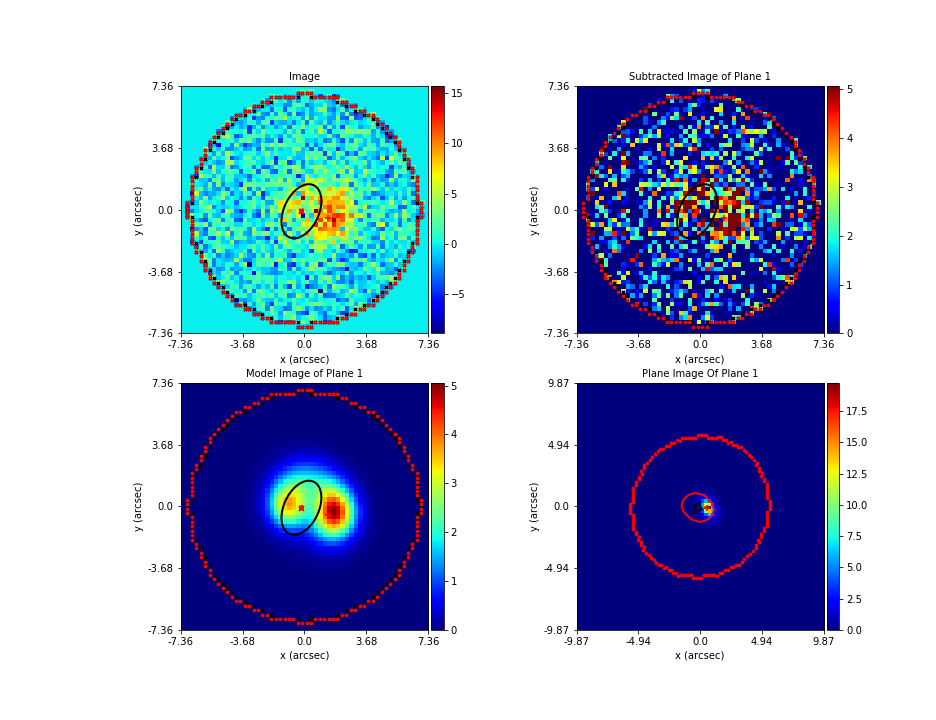 Image
7.36
3.68
0.0
-3.68
-7.36
y (arcsec)
-7.36 -3.68 0.0 3.68 7.36
x (arcsec)
15
10
5
0
−5
Subtracted Image of Plane 1
7.36
3.68
0.0
-3.68
-7.36
y (arcsec)
-7.36 -3.68 0.0 3.68 7.36
x (arcsec)
5
4
3
2
1
0
Model Image of Plane 1
7.36
3.68
0.0
-3.68
-7.36
y (arcsec)
-7.36 -3.68 0.0 3.68 7.36
x (arcsec)
5
4
3
2
1
0
Plane Image Of Plane 1
9.87
4.94
0.0
-4.94
-9.87
y (arcsec)
-9.87 -4.94 0.0 4.94 9.87
x (arcsec)
17.5
15.0
12.5
10.0
7.5
5.0
2.5
0.0